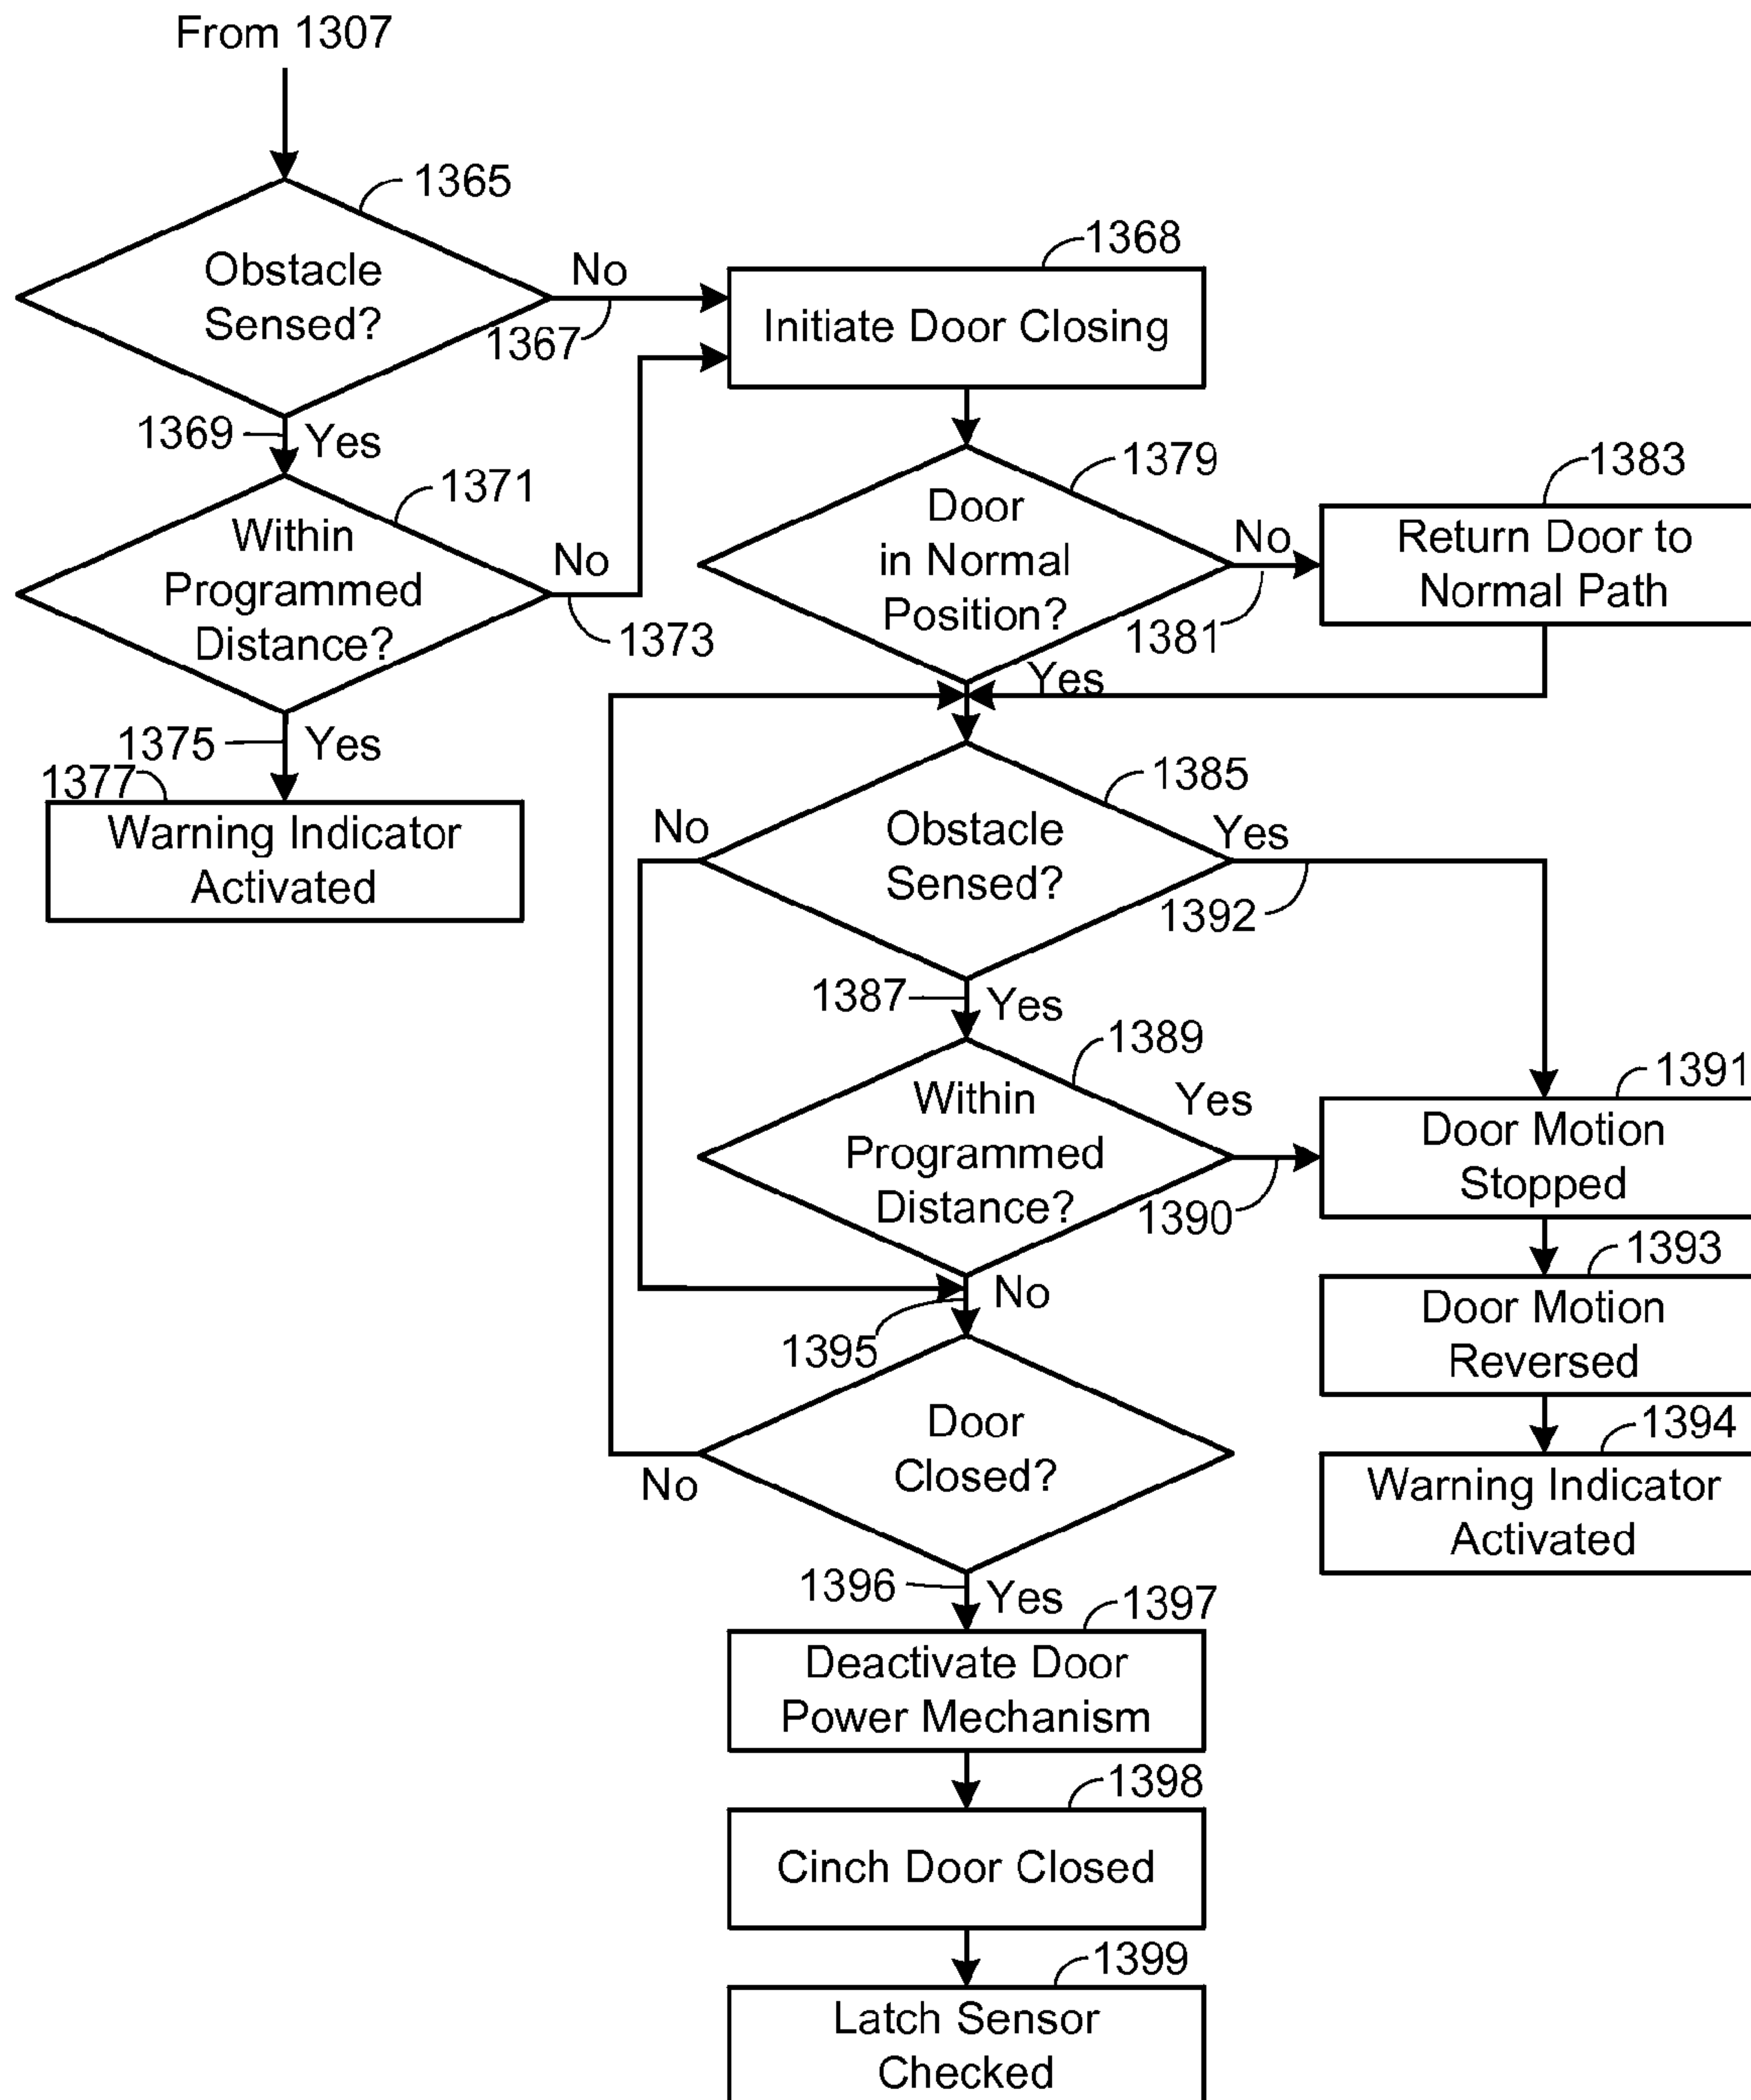 From 1307
1365
Obstacle
Sensed?
No
1367
1368
Initiate Door Closing
1369
Yes
1371
Within
Programmed
Distance?
No
1373
1375
Yes
1377
Warning Indicator
Activated
1379
Door
in Normal
Position?
No
1381
1383
Return Door to
Normal Path
Yes
1385
Obstacle
Sensed?
No
Yes
1392
1387
Yes
1389
Within
Programmed
Distance?
Yes
1390
1391
Door Motion
Stopped
1393
Door Motion
Reversed
1394
Warning Indicator
Activated
No
1395
Door
Closed?
No
1396
Yes
1397
Deactivate Door
Power Mechanism
1398
Cinch Door Closed
1399
Latch Sensor
Checked